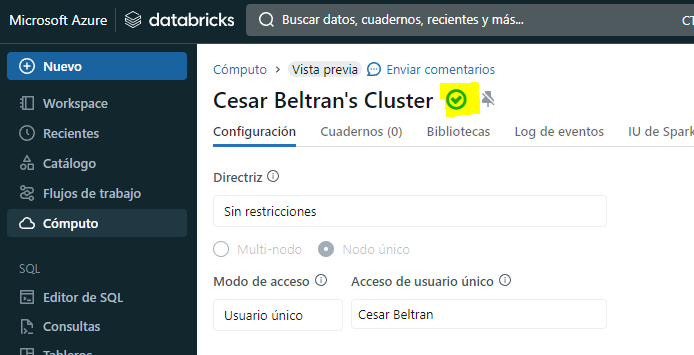 Microsoft Azure databricks Buscar datos, cuadernos, recientes y más... CT
Nuevo
Workspace
Recientes
Catálogo
Flujos de trabajo
Cómputo
SQL
Editor de SQL
Consultas
Tableros
Cómputo > Vista previa Enviar comentarios
Cesar Beltran's Cluster
Configuración Cuadernos (0) Bibliotecas Log de eventos IU de Spark
Directriz
Sin restricciones
Multi-nodo Nodo único
Modo de acceso Acceso de usuario único
Usuario único Cesar Beltran